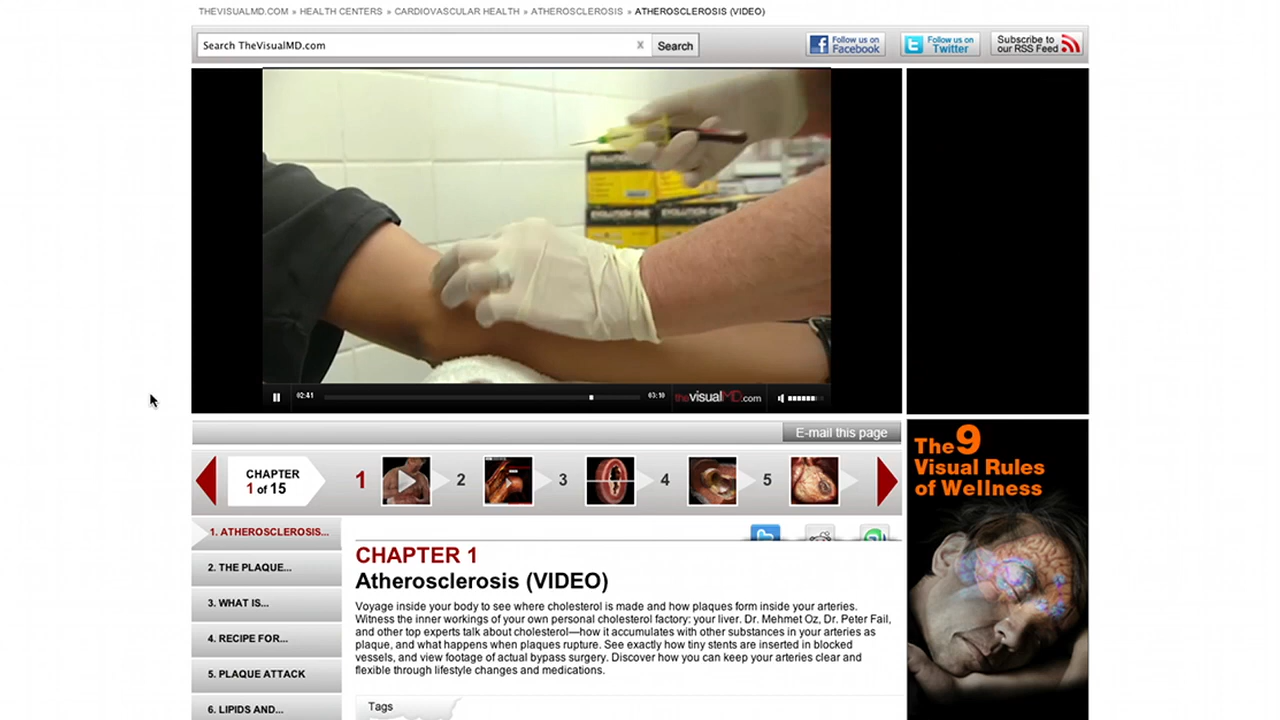 THEVISUALMD.COM » HEALTH CENTERS » CARDIOVASCULAR HEALTH » ATHEROSCLEROSIS » ATHEROSCLEROSIS (VIDEO)
Search TheVisualMD.com
X
Search
Follow us on
Facebook
Follow us on
Twitter
Subscribe to
our RSS Feed
EVOLUTION ONE
EVOLUTION ONE
EVOLUTION ONE
02:41
03:10
thevisualMD.com
E-mail this page
CHAPTER
1 of 15
1
2
3
4
5
The 9
Visual Rules
of Wellness
1. ATHEROSCLEROSIS...
2. THE PLAQUE...
3. WHAT IS...
4. RECIPE FOR...
5. PLAQUE ATTACK
6. LIPIDS AND...
CHAPTER 1
Atherosclerosis (VIDEO)
Voyage inside your body to see where cholesterol is made and how plaques form inside your arteries.
Witness the inner workings of your own personal cholesterol factory: your liver. Dr. Mehmet Oz, Dr. Peter Fail,
and other top experts talk about cholesterol—how it accumulates with other substances in your arteries as
plaque, and what happens when plaques rupture. See exactly how tiny stents are inserted in blocked
vessels, and view footage of actual bypass surgery. Discover how you can keep your arteries clear and
flexible through lifestyle changes and medications.
Tags